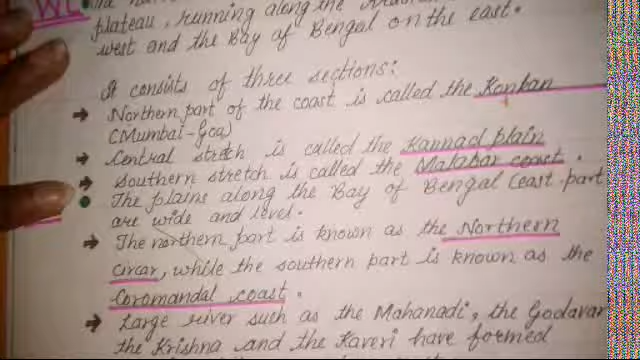 plateau, running along the
west and the Bay of Bengal on the east.
It consists of three sections:
→ Northern part of the coast is called the Konkan
(Mumbai-Goa)
→ Central stretch is called the Kannad plain
→ Southern stretch is called the Malabar coast.
The plains along the Bay of Bengal (east part
are wide and level.
→ The northern part is known as the Northern
circar, while the southern part is known as the
Coromandal coast.
→ Large river such as the Mahanadi, the Godavar
the Krishna and the Kaveri have formed